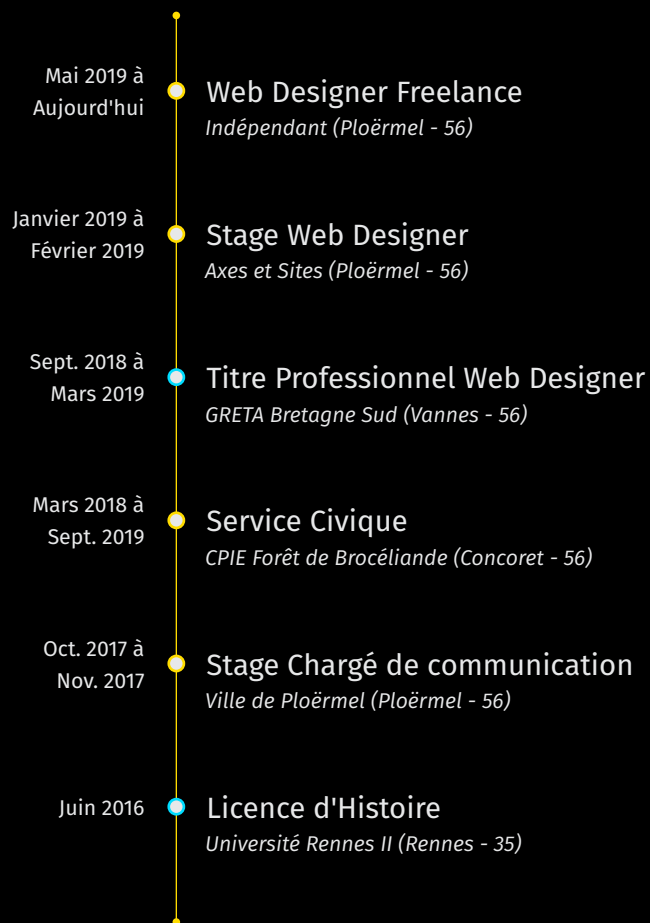 Mai 2019 à
Aujourd'hui
Web Designer Freelance
Indépendant (Ploërmel - 56)
Janvier 2019 à
Février 2019
Stage Web Designer
Axes et Sites (Ploërmel - 56)
Sept. 2018 à
Mars 2019
Titre Professionnel Web Designer
GRETA Bretagne Sud (Vannes - 56)
Mars 2018 à
Sept. 2019
Service Civique
CPIE Forêt de Brocéliande (Concoret - 56)
Oct. 2017 à
Nov. 2017
Stage Chargé de communication
Ville de Ploërmel (Ploërmel - 56)
Juin 2016
Licence d'Histoire
Université Rennes II (Rennes - 35)